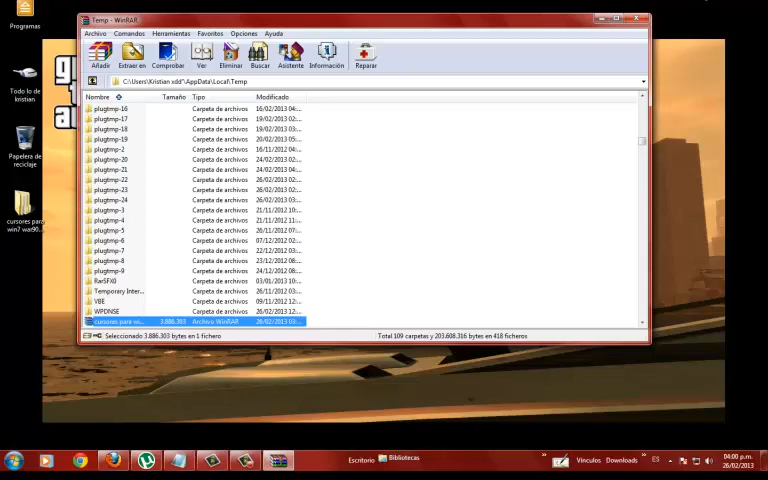 Programas
Todo lo de
kristian
Papelera de
reciclaje
cursores para
win7 war90...
Temp - WinRAR
Archivo Comandos Herramientas Favoritos Opciones Ayuda
Añadir Extraer en Comprobar Ver Eliminar Buscar Asistente Información Reparar
C:\Users\Kristian xdd"\AppData\Local\Temp
Nombre Tamaño Tipo Modificado
plugtmp-16 Carpeta de archivos 16/02/2013 04:...
plugtmp-17 Carpeta de archivos 19/02/2013 02:...
plugtmp-18 Carpeta de archivos 19/02/2013 03:...
plugtmp-19 Carpeta de archivos 20/02/2013 05:...
plugtmp-2 Carpeta de archivos 16/11/2012 04:...
plugtmp-20 Carpeta de archivos 24/02/2013 02:...
plugtmp-21 Carpeta de archivos 24/02/2013 04:...
plugtmp-22 Carpeta de archivos 26/02/2013 02:...
plugtmp-23 Carpeta de archivos 26/02/2013 02:...
plugtmp-24 Carpeta de archivos 26/02/2013 03:...
plugtmp-3 Carpeta de archivos 21/11/2012 10:...
plugtmp-4 Carpeta de archivos 21/11/2012 11:...
plugtmp-5 Carpeta de archivos 26/11/2012 07:...
plugtmp-6 Carpeta de archivos 07/12/2012 02:...
plugtmp-7 Carpeta de archivos 22/12/2012 03:...
plugtmp-8 Carpeta de archivos 23/12/2012 08:...
plugtmp-9 Carpeta de archivos 24/12/2012 08:...
RarSFX0 Carpeta de archivos 03/01/2013 10:...
Temporary Inter... Carpeta de archivos 26/11/2012 03:...
VBE Carpeta de archivos 09/11/2012 12:...
WPDNSE Carpeta de archivos 26/02/2013 12:...
cursores para wi... 3.886.303 Archivo WinRAR 26/02/2013 03:...
Seleccionado 3.886.303 bytes en 1 fichero Total 109 carpetas y 203.608.316 bytes en 418 ficheros
Escritorio Bibliotecas » Vínculos Downloads » ES 04:00 p.m.
26/02/2013